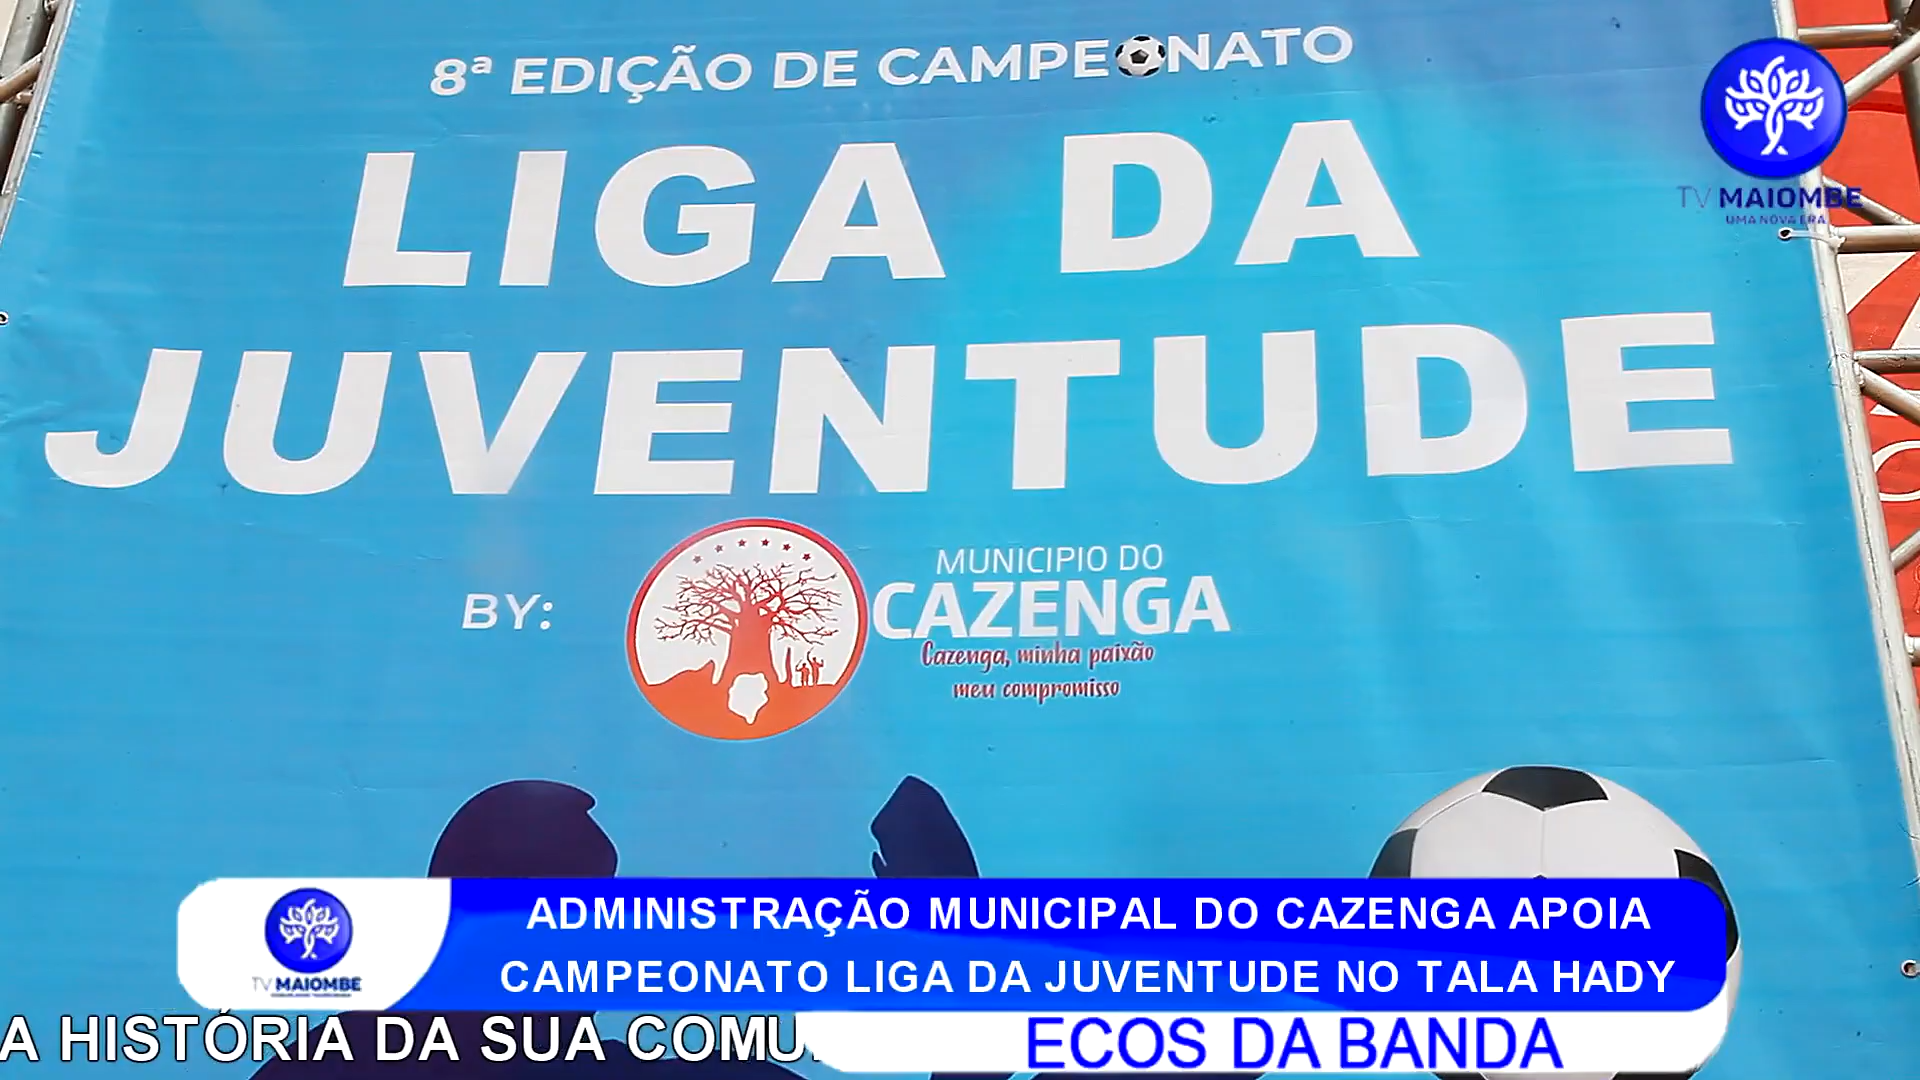 8ª EDIÇÃO DE CAMPEONATO
LIGA DA
JUVENTUDE
BY:
MUNICIPIO DO
CAZENGA
Cazenga, minha paixão
meu compromisso
TV MAIOMBE
UMA NOVA ERA
ADMINISTRAÇÃO MUNICIPAL DO CAZENGA APOIA
CAMPEONATO LIGA DA JUVENTUDE NO TALA HADY
TV MAIOMBE
A HISTÓRIA DA SUA COMU
ECOS DA BANDA